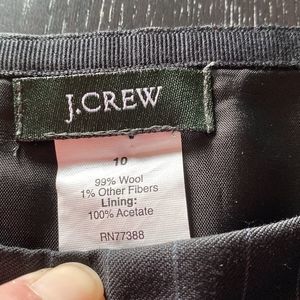 J.CREW
10
99% Wool
1% Other Fibers
Lining:
100% Acetate
RN77388